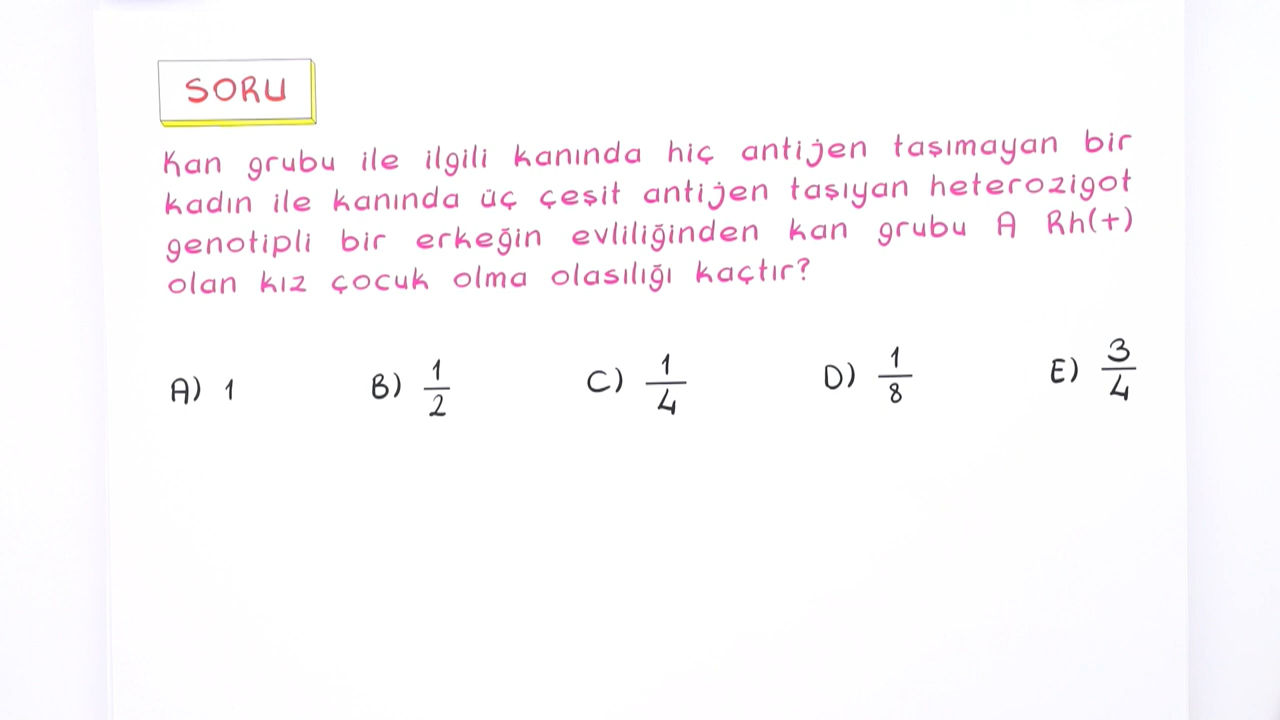 SORU
Kan grubu ile ilgili kanında hiç antijen taşımayan bir
kadın ile kanında üç çeşit antijen taşıyan heterozigot
genotipli bir erkeğin evliliğinden kan grubu A Rh(+)
olan kız çocuk olma olasılığı kaçtır?
A) 1 B) 1/2 C) 1/4 D) 1/8 E) 3/4